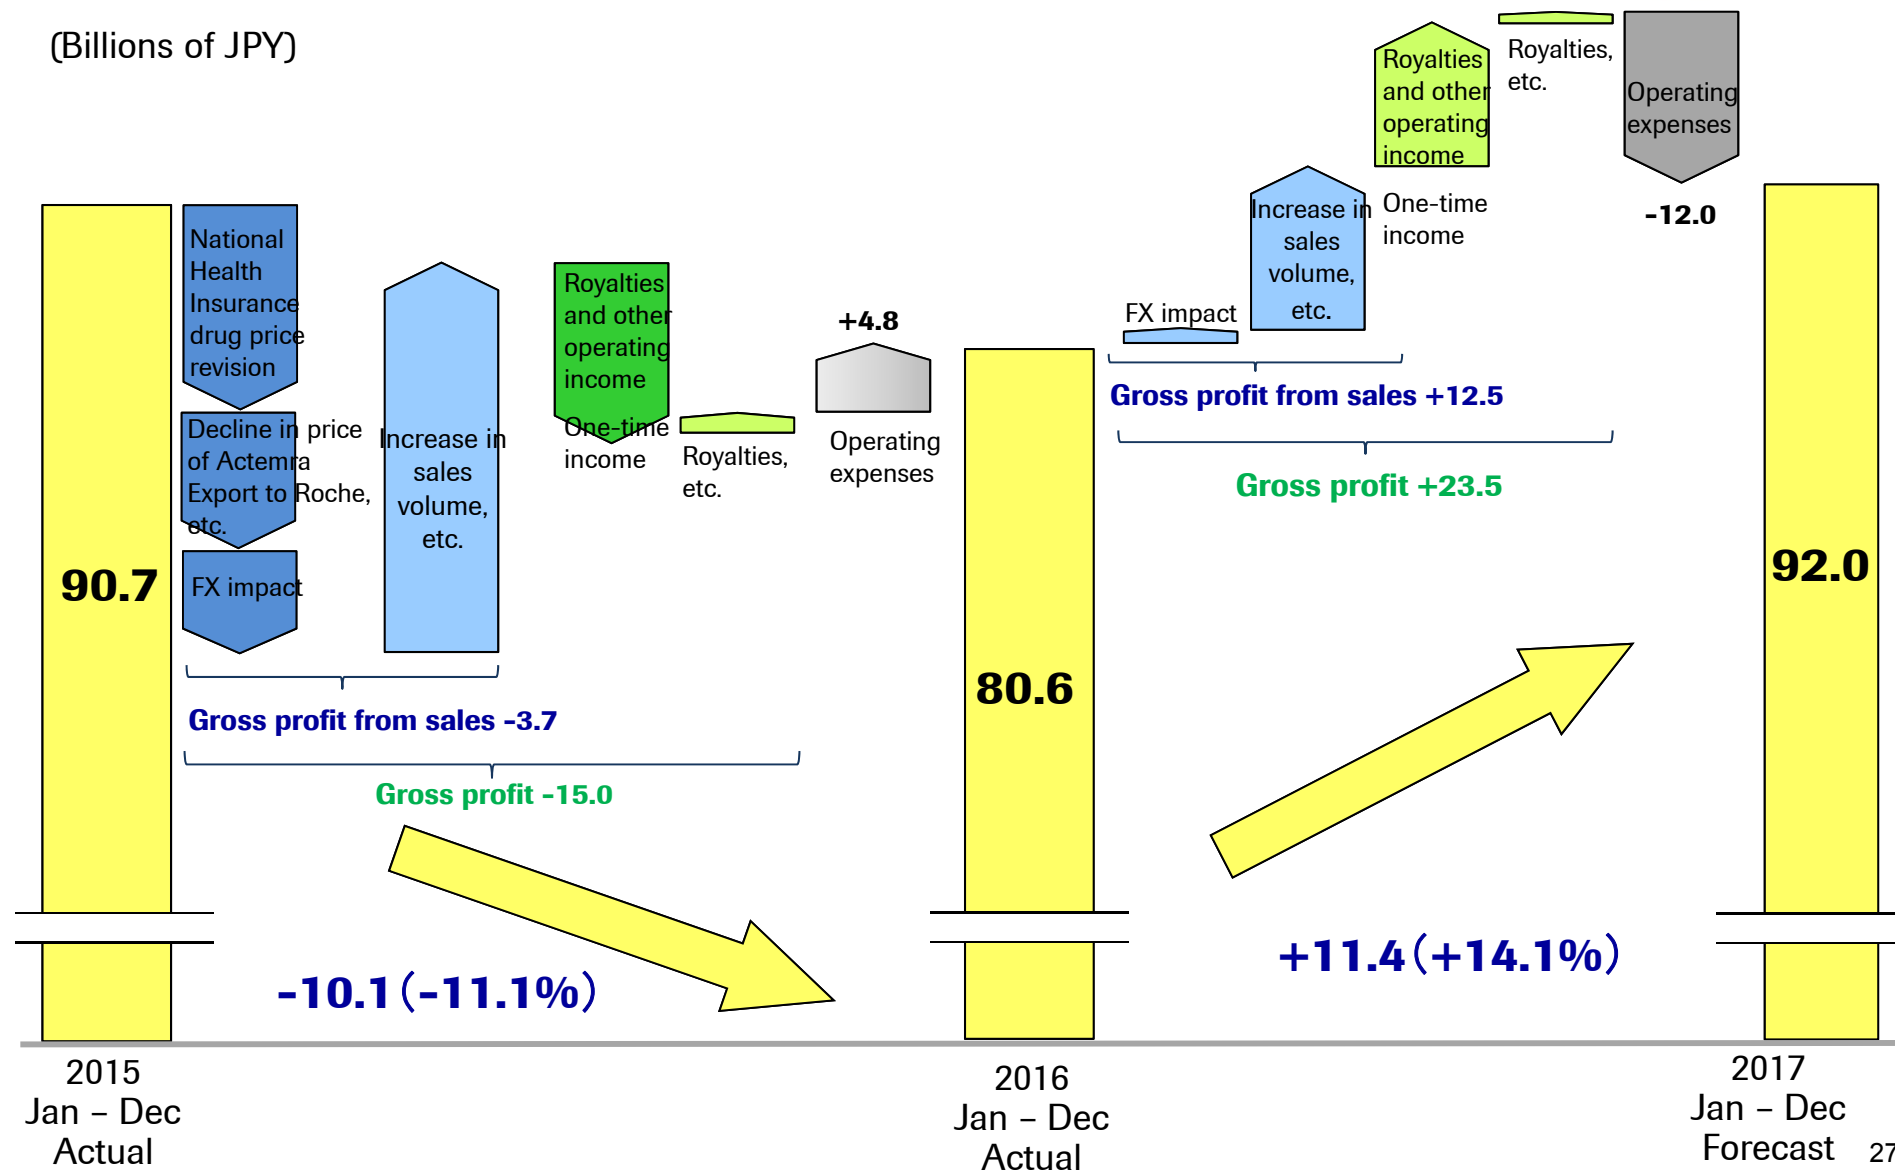 (Billions of JPY)
90.7
National
Health
Insurance
drug price
revision
Decline in price
of Actemra
Export to Roche,
etc.
FX impact
Increase in
sales
volume,
etc.
Gross profit from sales -3.7
Gross profit -15.0
Royalties
and other
operating
income
One-time
income
Royalties,
etc.
+4.8
Operating
expenses
-10.1(-11.1%)
80.6
FX impact
Increase in
sales
volume,
etc.
Royalties
and other
operating
income
One-time
income
Royalties,
etc.
Operating
expenses
-12.0
Gross profit from sales +12.5
Gross profit +23.5
+11.4(+14.1%)
92.0
2015
Jan – Dec
Actual
2016
Jan – Dec
Actual
2017
Jan – Dec
Forecast
27